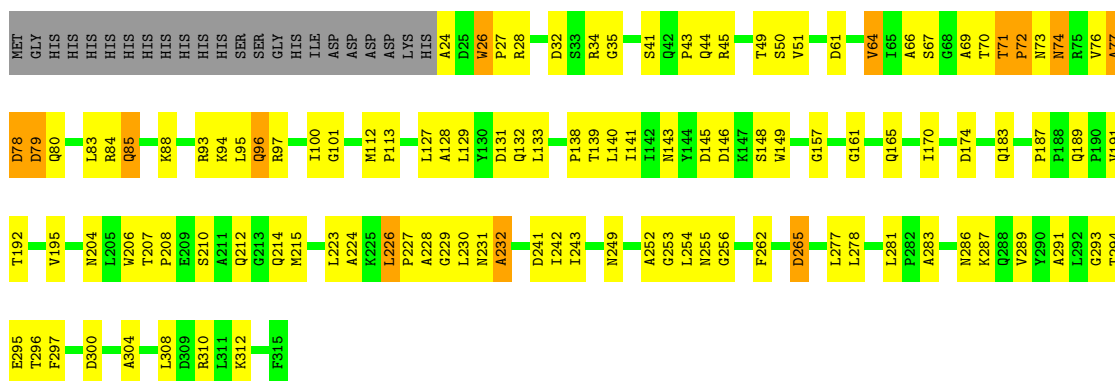 MET GLY HIS HIS HIS HIS HIS HIS HIS HIS HIS HIS SER SER GLY HIS ILE ASP ASP ASP ASP LYS HIS A24 D25 W26 P27 R28 D32 S33 R34 G35 S41 Q42 P43 Q44 R45 T49 S50 V51 D61 V64 I65 A66 S67 G68 A69 T70 T71 P72 N73 N74 R75 V76 A77
D78 D79 Q80 L83 R84 Q85 K88 R93 K94 L95 Q96 R97 I100 G101 M112 P113 L127 A128 L129 Y130 D131 Q132 L133 P138 T139 L140 I141 I142 N143 Y144 D145 D146 K147 S148 W149 G157 G161 Q165 I170 D174 Q183 P187 P188 Q189 P190 V191
T192 V195 N204 L205 W206 T207 P208 E209 S210 A211 Q212 G213 Q214 M215 L223 A224 K225 L226 P227 A228 G229 L230 N231 A232 D241 I242 I243 N249 A252 G253 L254 N255 G256 F262 D265 L277 L278 L281 P282 A283 N286 K287 Q288 V289 Y290 A291 L292 G293 T294
E295 T296 F297 D300 A304 L308 D309 R310 L311 K312 F315